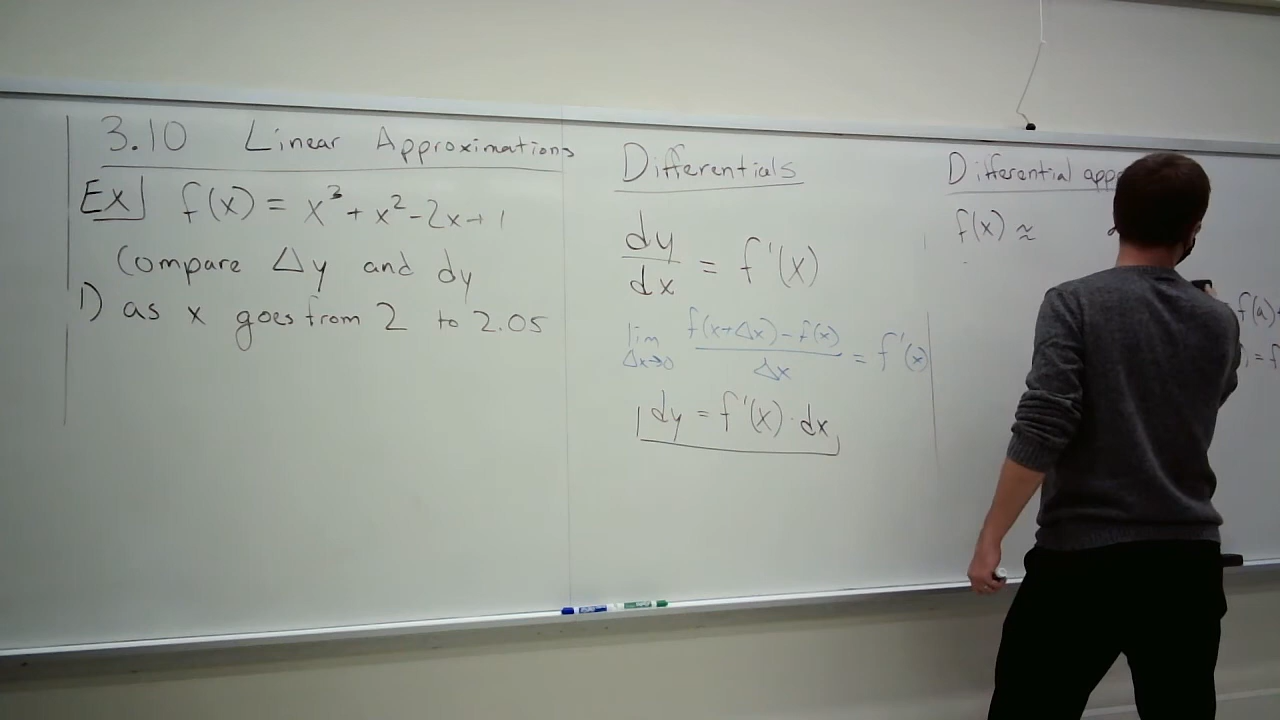 3.10 Linear Approximations
Ex f(x) = x³ + x² - 2x + 1
Compare Δy and dy
1) as x goes from 2 to 2.05
Differentials
dy/dx = f'(x)
lim Δx→0 f(x+Δx) - f(x) / Δx = f'(x)
dy = f'(x) · dx
Differential app
f(x) ≈
f(a)
= f